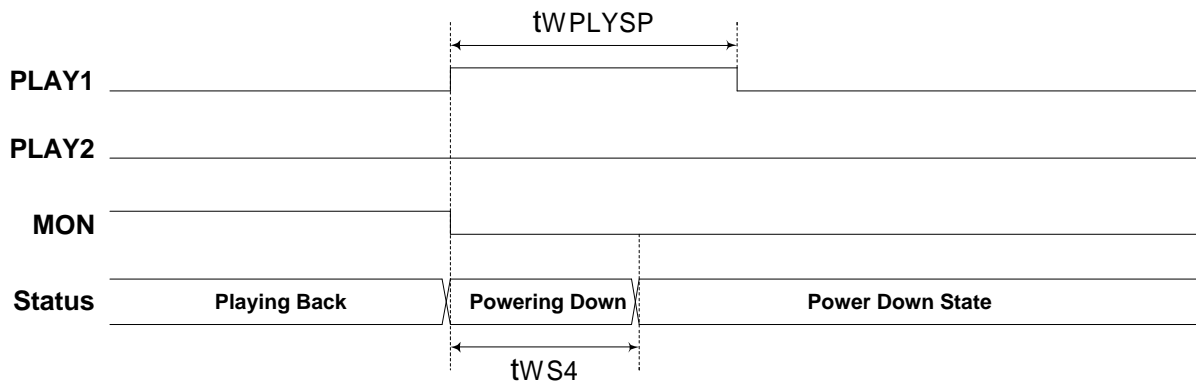 tWPLYSP
PLAY1
PLAY2
MON
Status
Playing Back
Powering Down
Power Down State
tWS4